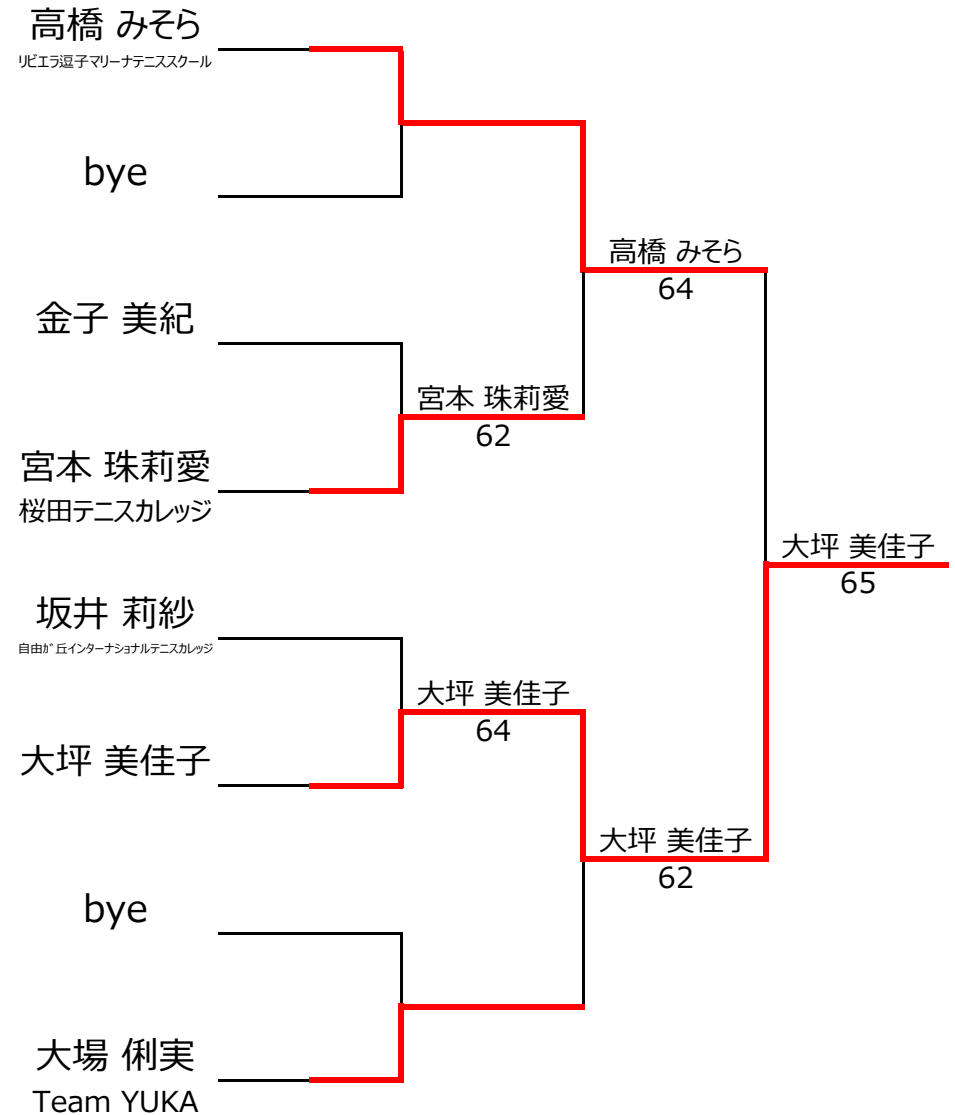 高橋 みそら
リビエラ逗子マリーナテニススクール
bye
金子 美紀
宮本 珠莉愛
桜田テニスカレッジ
坂井 莉紗
自由ガ丘インターナショナルテニスカレッジ
大坪 美佳子
bye
大場 俐実
Team YUKA
宮本 珠莉愛
62
大坪 美佳子
64
高橋 みそら
64
大坪 美佳子
62
大坪 美佳子
65